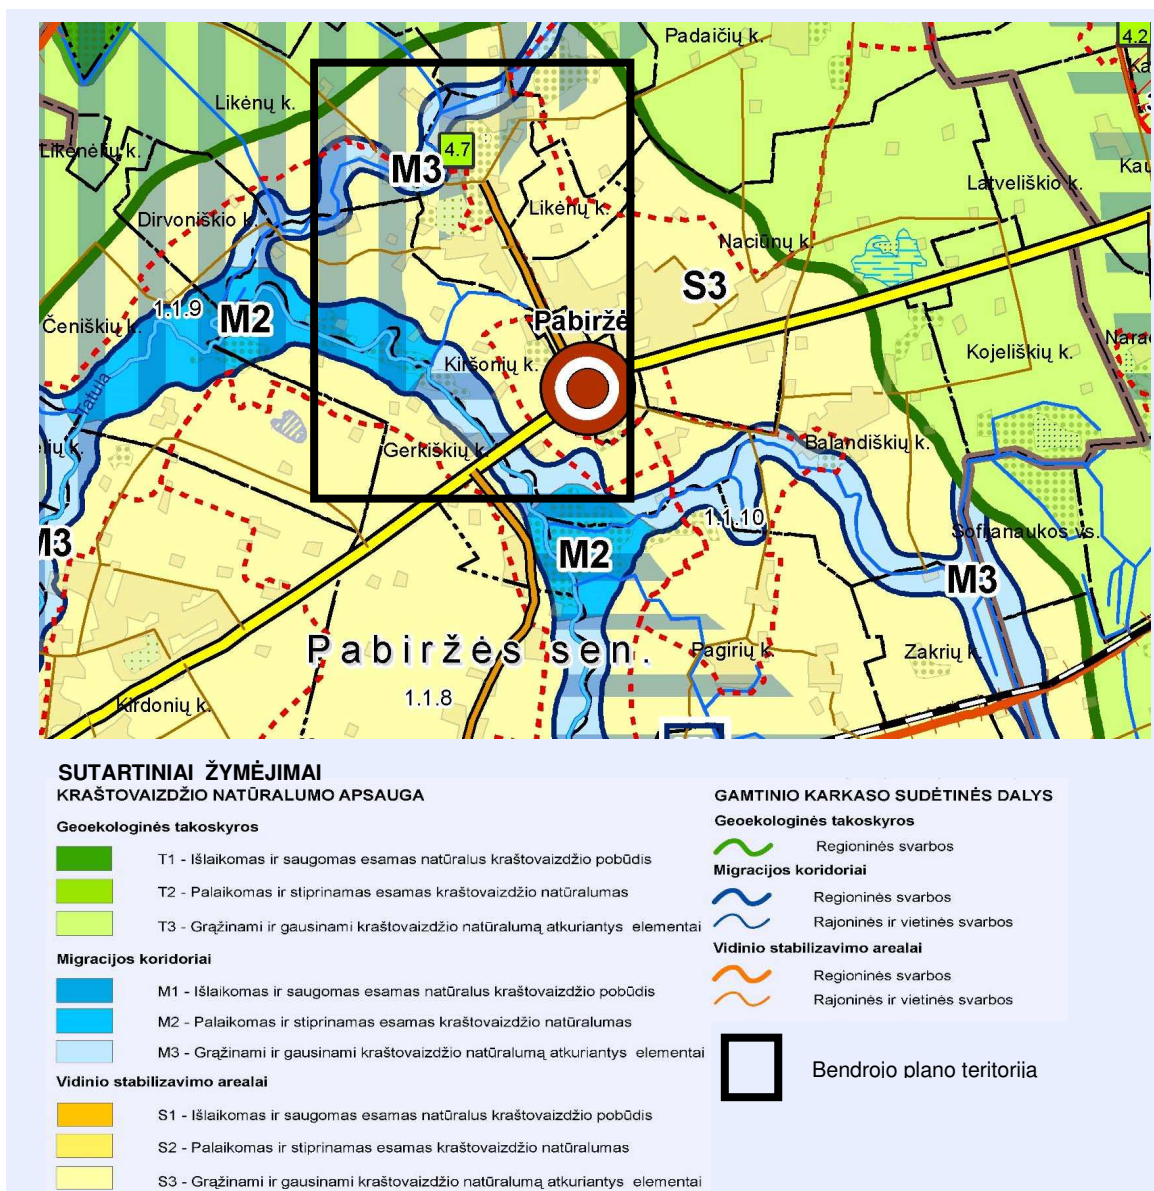 Padaičių k.
4.2
Likėnų k.
Likėnėlių k.
4.7
M3
Latveliškio k.
Dirvoniškio k.
Likėnų k.
Naciūnų k.
S3
1.1.9
M2
Čeniškių k.
Pabiržė
Kojeliškių k.
Kiršonių k.
Tatula
Gerkiškių k.
Balandiškių k.
1.1.10
Sofijanaukos vs.
M3
M2
M3
Pabiržės sen.
Pagirių k.
Zakrių k.
1.1.8
Kirdonių k.
SUTARTINIAI ŽYMĖJIMAI
KRAŠTOVAIZDŽIO NATŪRALUMO APSAUGA
Geoekologinės takoskyros
T1 - Išlaikomas ir saugomas esamas natūralus kraštovaizdžio pobūdis
T2 - Palaikomas ir stiprinamas esamas kraštovaizdžio natūralumas
T3 - Grąžinami ir gausinami kraštovaizdžio natūralumą atkuriantys elementai
Migracijos koridoriai
M1 - Išlaikomas ir saugomas esamas natūralus kraštovaizdžio pobūdis
M2 - Palaikomas ir stiprinamas esamas kraštovaizdžio natūralumas
M3 - Grąžinami ir gausinami kraštovaizdžio natūralumą atkuriantys elementai
Vidinio stabilizavimo arealai
S1 - Išlaikomas ir saugomas esamas natūralus kraštovaizdžio pobūdis
S2 - Palaikomas ir stiprinamas esamas kraštovaizdžio natūralumas
S3 - Grąžinami ir gausinami kraštovaizdžio natūralumą atkuriantys elementai
GAMTINIO KARKASO SUDĖTINĖS DALYS
Geoekologinės takoskyros
Regioninės svarbos
Migracijos koridoriai
Regioninės svarbos
Rajoninės ir vietinės svarbos
Vidinio stabilizavimo arealai
Regioninės svarbos
Rajoninės ir vietinės svarbos
Bendrojo plano teritorija